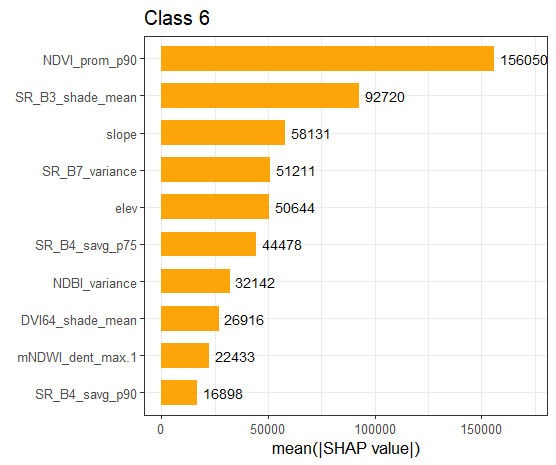 Class 6
NDVI_prom_p90 156050
SR_B3_shade_mean 92720
slope 58131
SR_B7_variance 51211
elev 50644
SR_B4_savg_p75 44478
NDBI_variance 32142
DVI64_shade_mean 26916
mNDWI_dent_max.1 22433
SR_B4_savg_p90 16898
0 50000 100000 150000
mean(|SHAP value|)